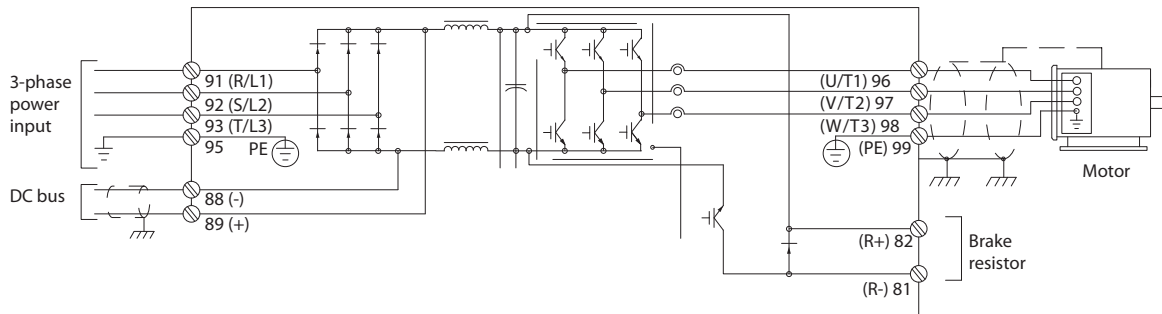 3-phase
power
input
91 (R/L1)
92 (S/L2)
93 (T/L3)
95
PE
DC bus
88 (-)
89 (+)
(U/T1) 96
(V/T2) 97
(W/T3) 98
(PE) 99
Motor
(R+) 82
(R-) 81
Brake
resistor